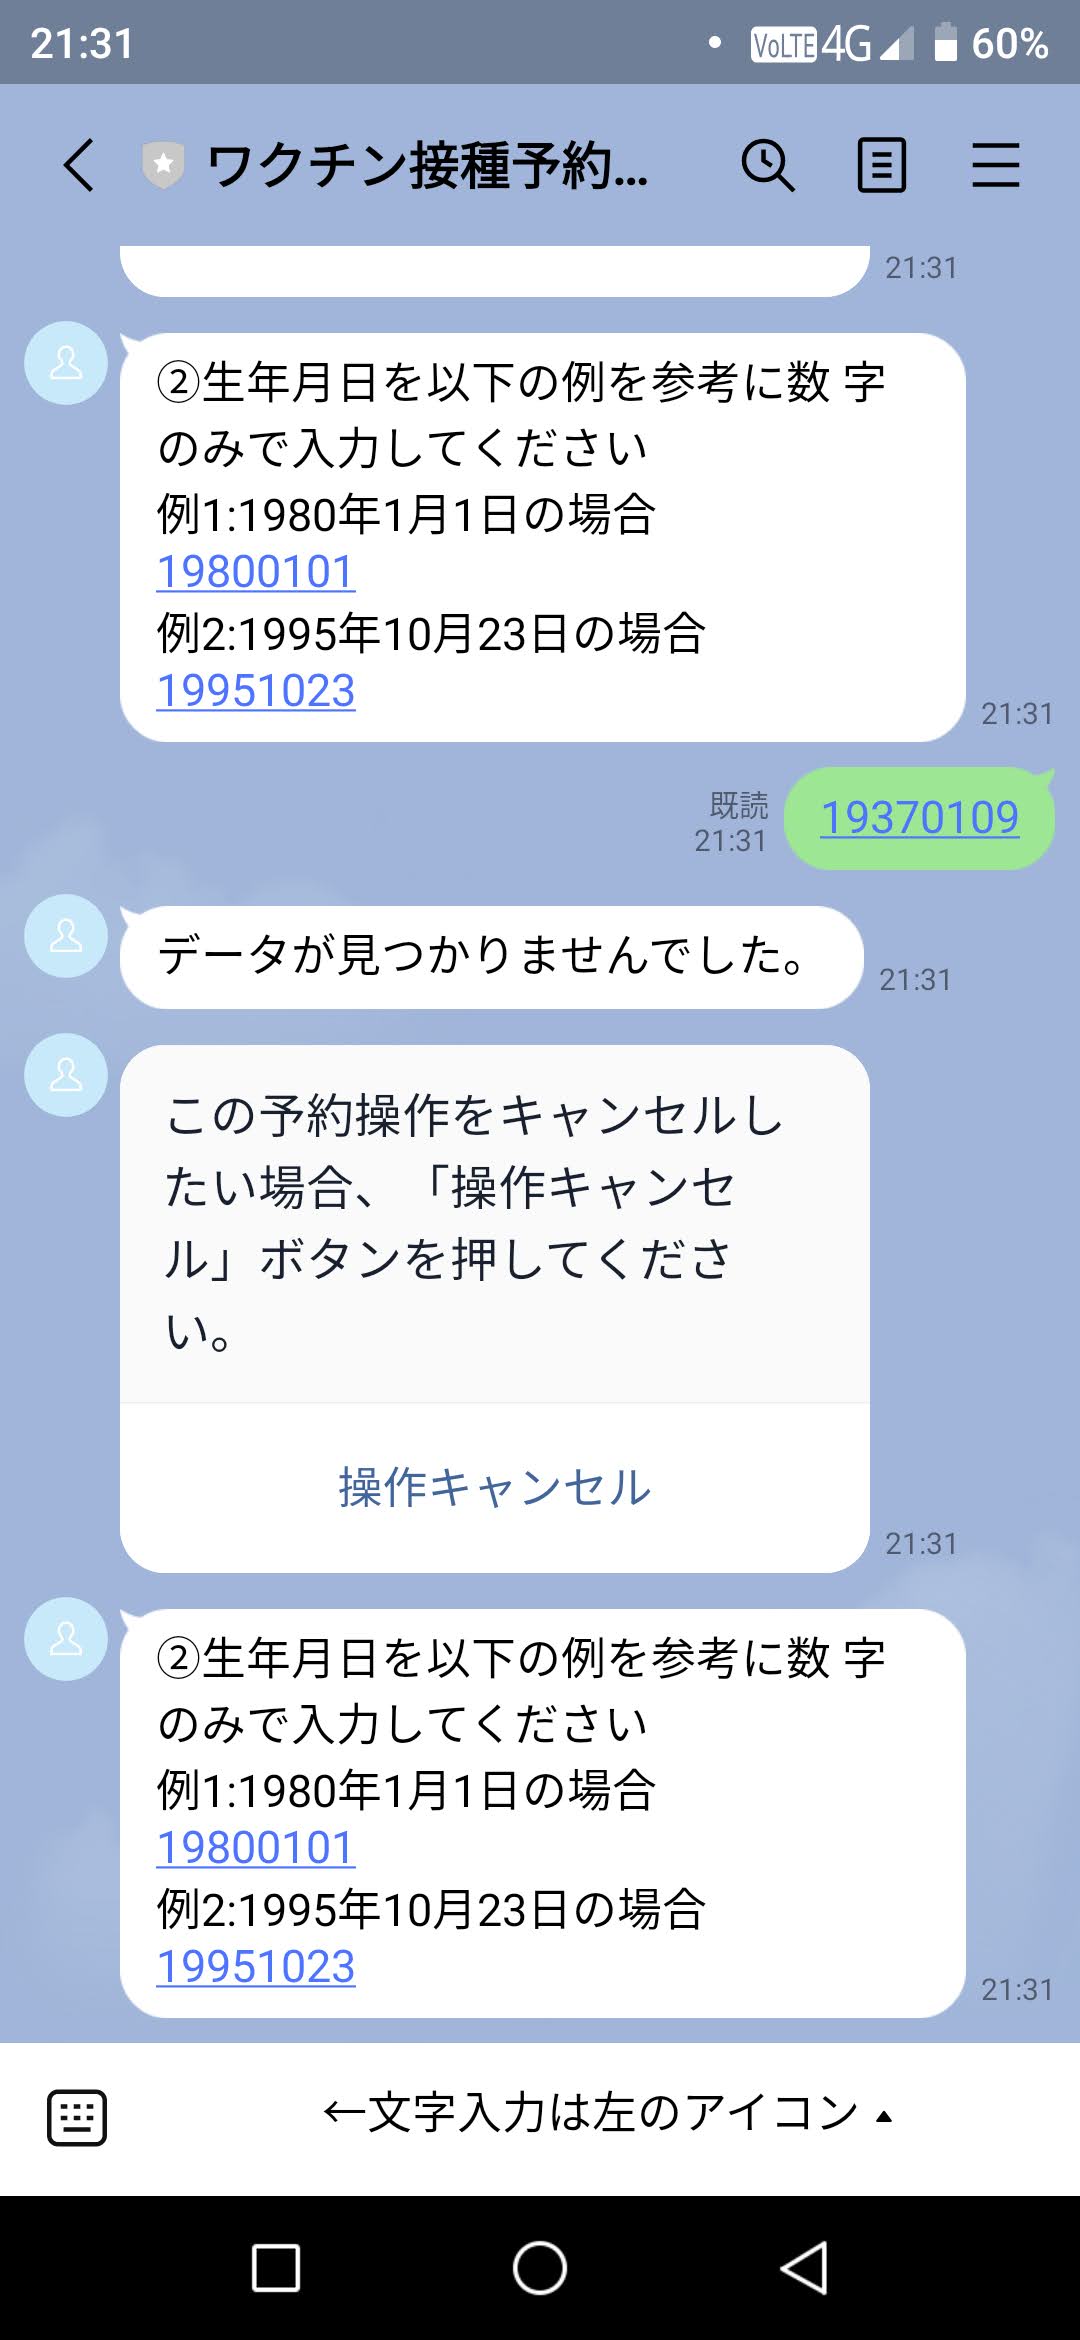 21:31
VoLTE 4G 60%
ワクチン接種予約...
21:31
②生年月日を以下の例を参考に数 字
のみで入力してください
例1:1980年1月1日の場合
19800101
例2:1995年10月23日の場合
19951023
21:31
既読
21:31
19370109
データが見つかりませんでした。
21:31
この予約操作をキャンセルし
たい場合、「操作キャンセ
ル」ボタンを押してくださ
い。
操作キャンセル
21:31
②生年月日を以下の例を参考に数 字
のみで入力してください
例1:1980年1月1日の場合
19800101
例2:1995年10月23日の場合
19951023
21:31
←文字入力は左のアイコン▲